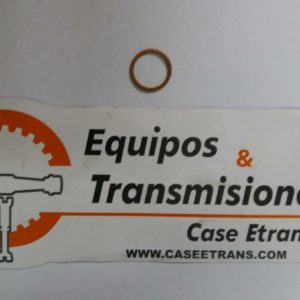 Equipos
&
Transmisione
Case Etran
WWW.CASEETRANS.COM